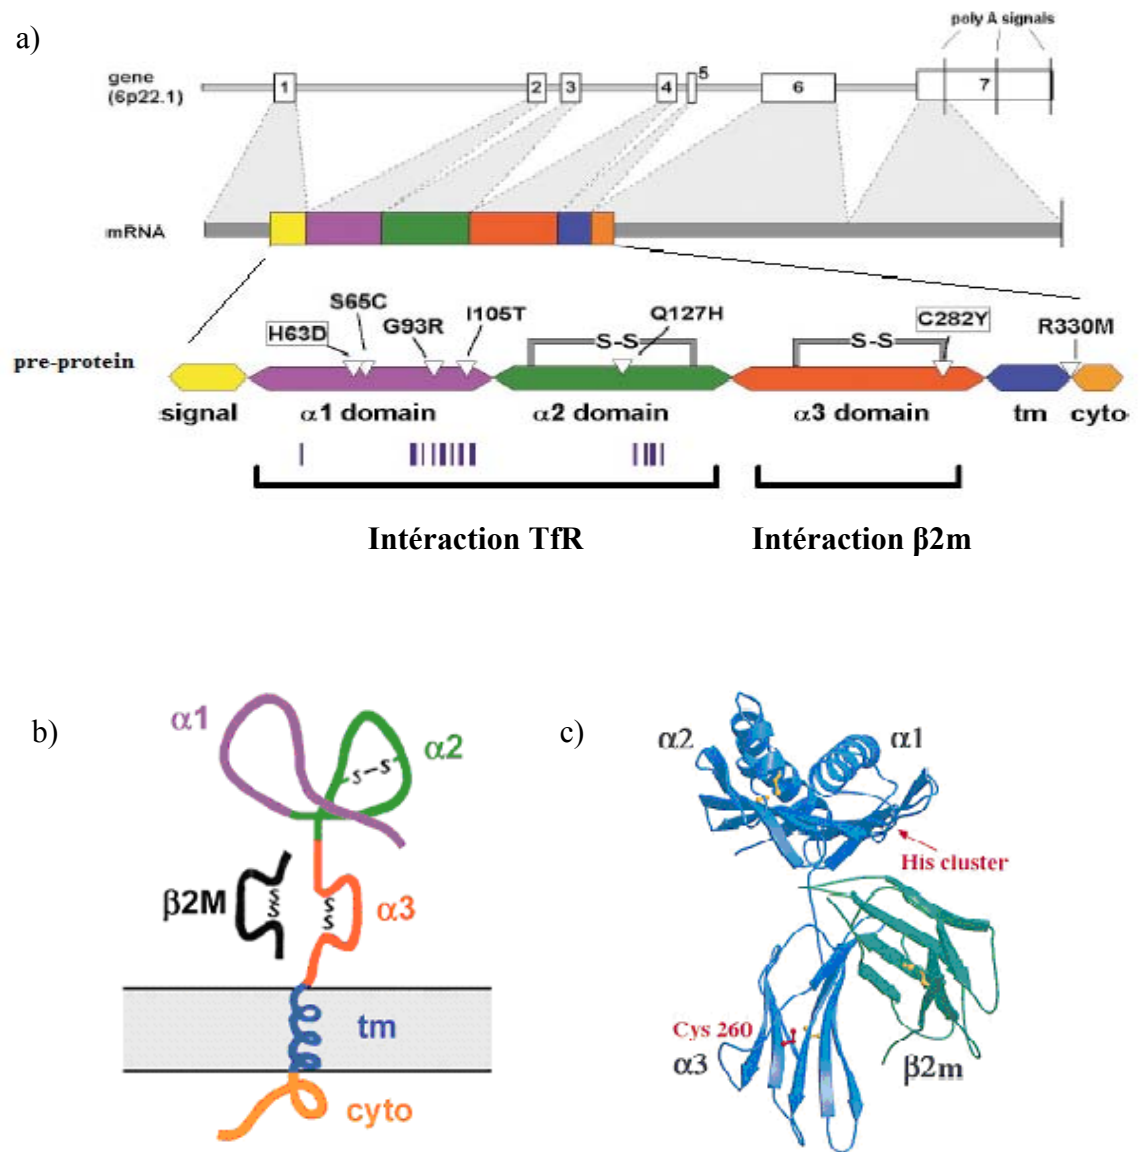 a)
poly A signals
gene
(6p22.1)
1
2
3
4
5
6
7
mRNA
S65C
H63D
G93R
I105T
Q127H
C282Y
R330M
S-S
S-S
pre-protein
signal
α1 domain
α2 domain
α3 domain
tm
cyto
Intéraction TfR
Intéraction β2m
b)
α1
α2
s-s
β2M
S
S
S
S
α3
tm
cyto
c)
α2
α1
His cluster
Cys 260
α3
β2m